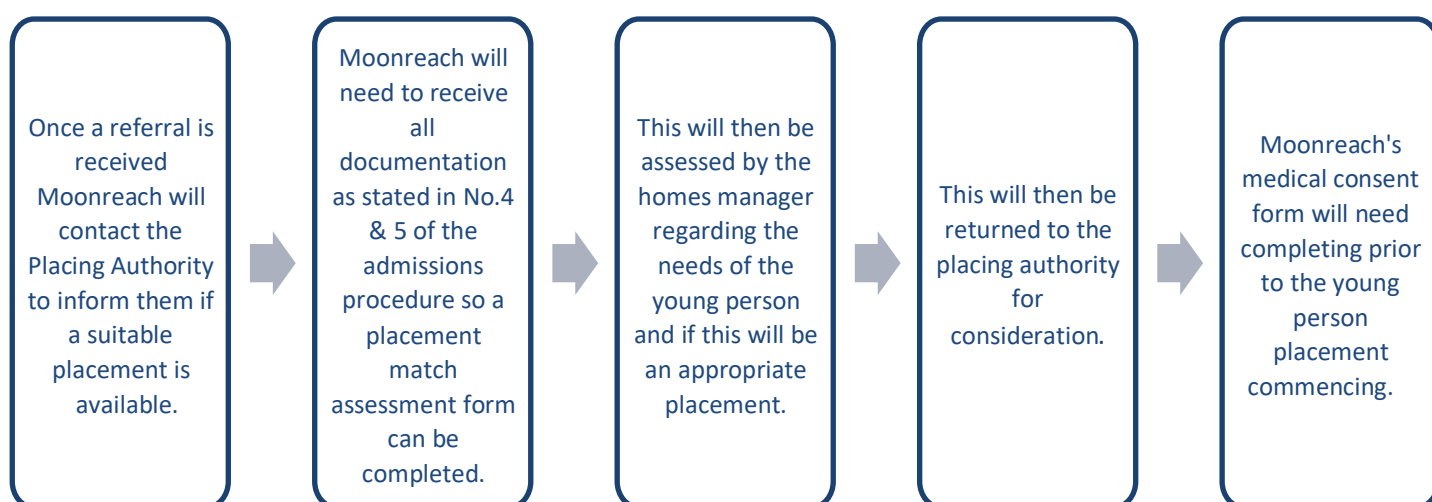 Once a referral is
received
Moonreach will
contact the
Placing Authority
to inform them if
a suitable
placement is
available.
Moonreach will
need to receive
all
documentation
as stated in No.4
& 5 of the
admissions
procedure so a
placement
match
assessment form
can be
completed.
This will then be
assessed by the
homes manager
regarding the
needs of the
young person
and if this will be
an appropriate
placement.
This will then be
returned to the
placing authority
for
consideration.
Moonreach's
medical consent
form will need
completing prior
to the young
person
placement
commencing.